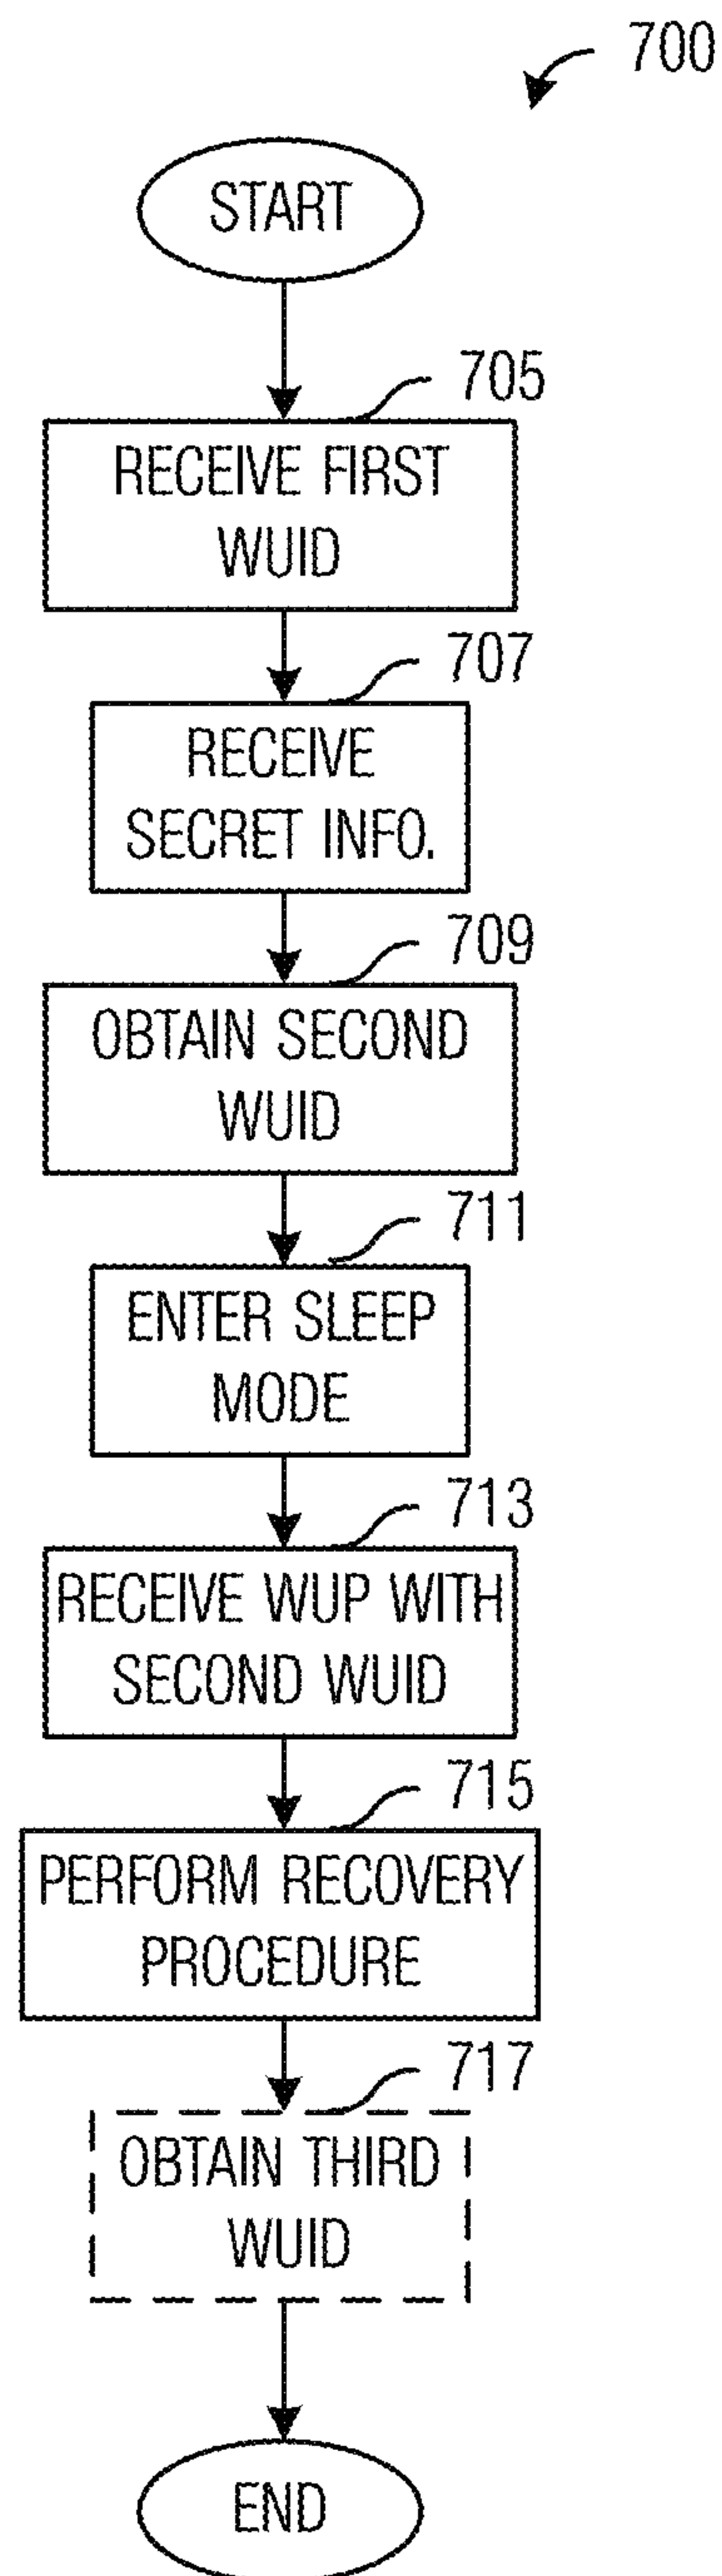 700
START
705
RECEIVE FIRST
WUID
707
RECEIVE
SECRET INFO.
709
OBTAIN SECOND
WUID
711
ENTER SLEEP
MODE
713
RECEIVE WUP WITH
SECOND WUID
715
PERFORM RECOVERY
PROCEDURE
717
OBTAIN THIRD
WUID
END